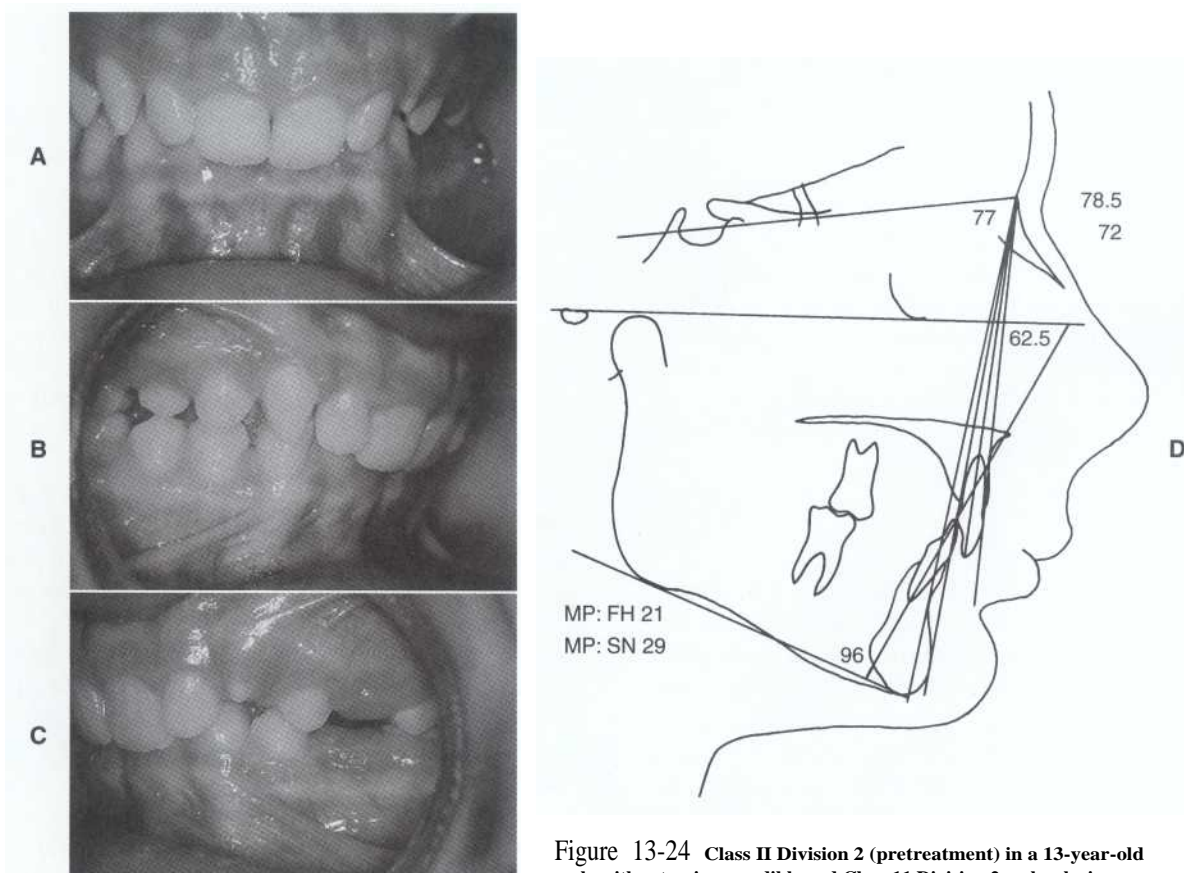 A
B
C
77
78.5
72
62.5
D
MP: FH 21
MP: SN 29
96
Figure 13-24 Class II Division 2 (pretreatment) in a 13-year-old